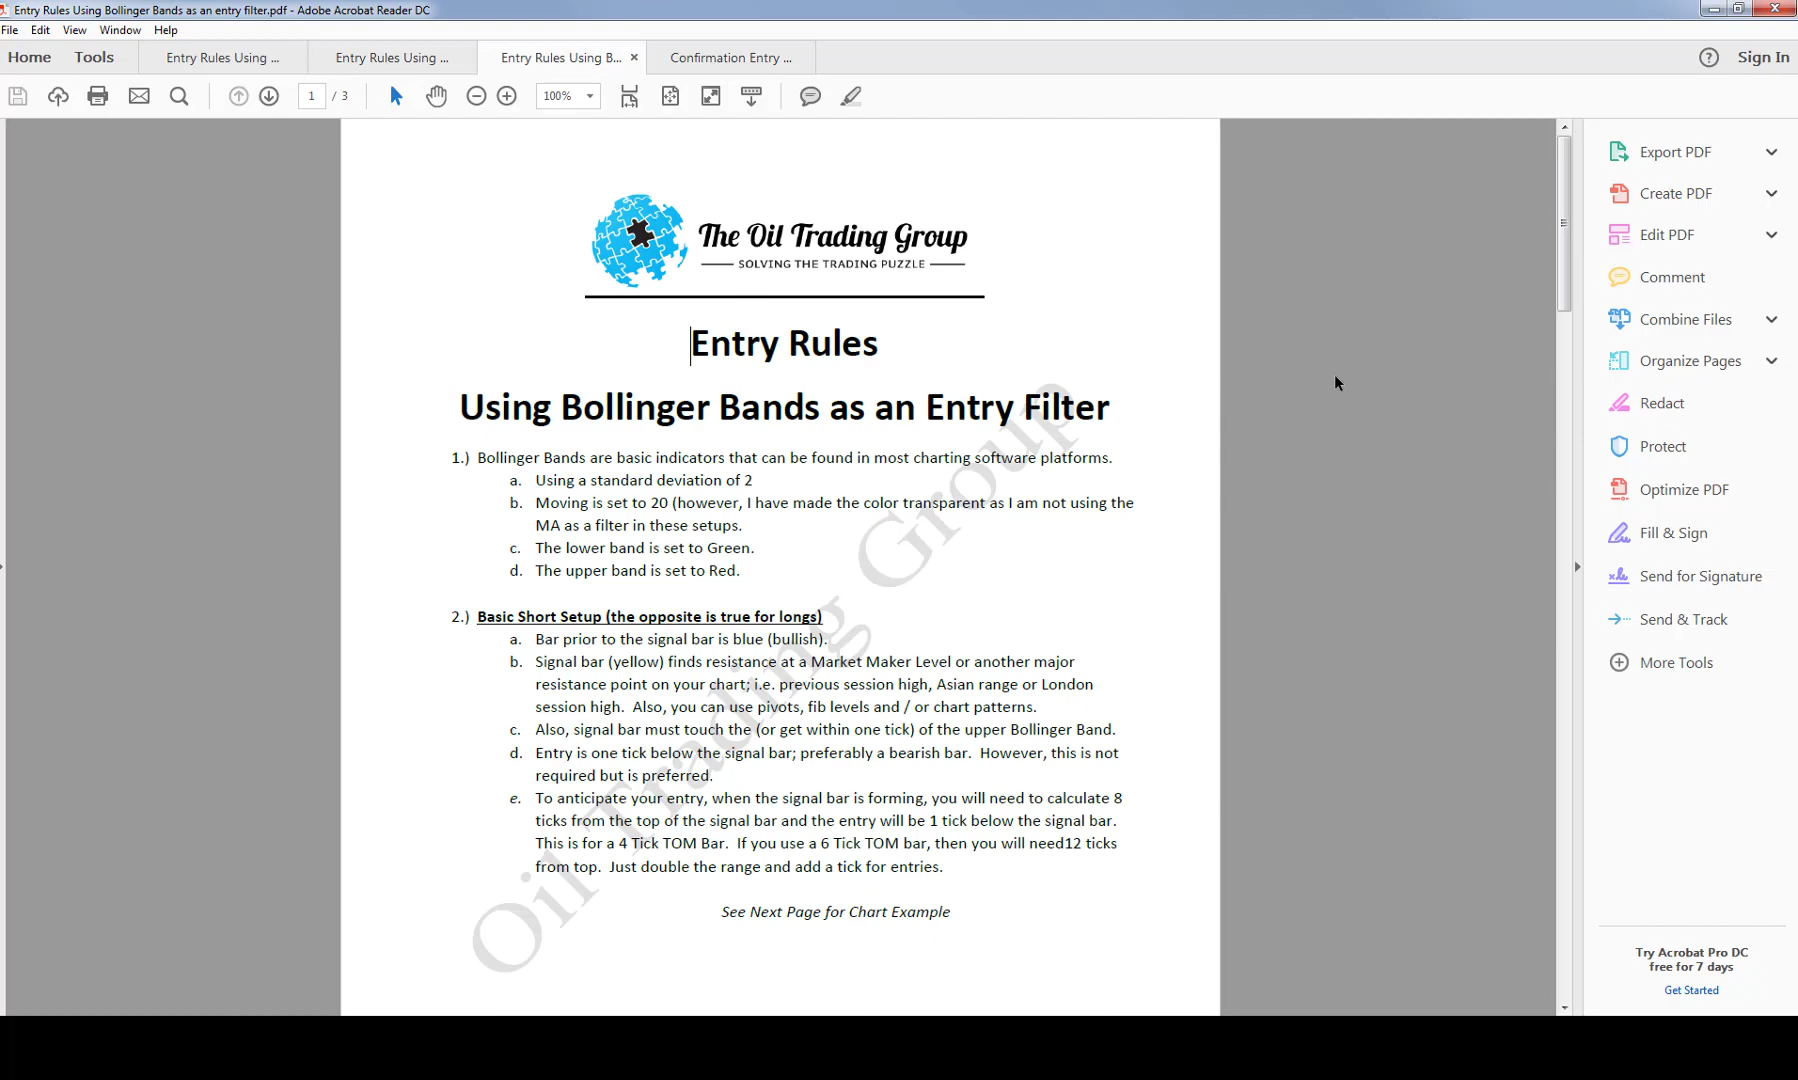 Entry Rules Using Bollinger Bands as an entry filter.pdf - Adobe Acrobat Reader DC
File Edit View Window Help
Home Tools Entry Rules Using ... Entry Rules Using ... Entry Rules Using B... × Confirmation Entry ... Sign In
1 / 3 100%
The Oil Trading Group
SOLVING THE TRADING PUZZLE
Entry Rules
Using Bollinger Bands as an Entry Filter
1.) Bollinger Bands are basic indicators that can be found in most charting software platforms.
a. Using a standard deviation of 2
b. Moving is set to 20 (however, I have made the color transparent as I am not using the
MA as a filter in these setups.
c. The lower band is set to Green.
d. The upper band is set to Red.
2.) Basic Short Setup (the opposite is true for longs)
a. Bar prior to the signal bar is blue (bullish).
b. Signal bar (yellow) finds resistance at a Market Maker Level or another major
resistance point on your chart; i.e. previous session high, Asian range or London
session high. Also, you can use pivots, fib levels and / or chart patterns.
c. Also, signal bar must touch the (or get within one tick) of the upper Bollinger Band.
d. Entry is one tick below the signal bar; preferably a bearish bar. However, this is not
required but is preferred.
e. To anticipate your entry, when the signal bar is forming, you will need to calculate 8
ticks from the top of the signal bar and the entry will be 1 tick below the signal bar.
This is for a 4 Tick TOM Bar. If you use a 6 Tick TOM bar, then you will need12 ticks
from top. Just double the range and add a tick for entries.
See Next Page for Chart Example
Oil Trading Group
Export PDF
Create PDF
Edit PDF
Comment
Combine Files
Organize Pages
Redact
Protect
Optimize PDF
Fill & Sign
Send for Signature
Send & Track
More Tools
Try Acrobat Pro DC
free for 7 days
Get Started